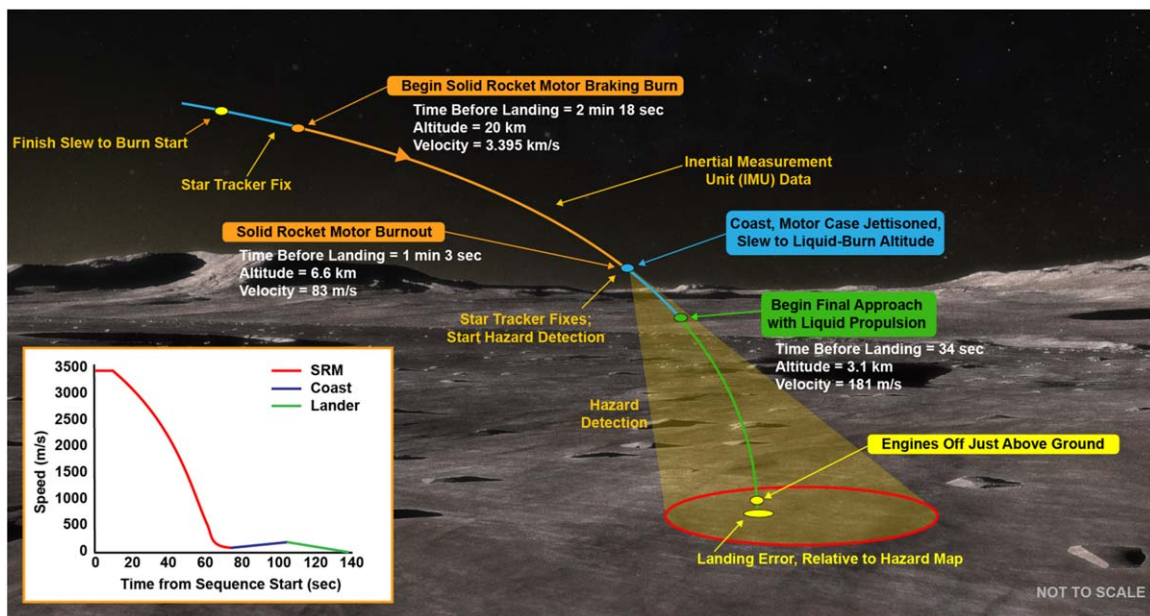 Begin Solid Rocket Motor Braking Burn
Time Before Landing = 2 min 18 sec
Altitude = 20 km
Velocity = 3.395 km/s
Finish Slew to Burn Start
Star Tracker Fix
Inertial Measurement
Unit (IMU) Data
Solid Rocket Motor Burnout
Time Before Landing = 1 min 3 sec
Altitude = 6.6 km
Velocity = 83 m/s
Coast, Motor Case Jettisoned,
Slew to Liquid-Burn Altitude
Star Tracker Fixes;
Start Hazard Detection
Begin Final Approach
with Liquid Propulsion
Time Before Landing = 34 sec
Altitude = 3.1 km
Velocity = 181 m/s
Hazard
Detection
Engines Off Just Above Ground
Landing Error, Relative to Hazard Map
NOT TO SCALE
3500
3000
2500
2000
1500
1000
500
0
Speed (m/s)
SRM
Coast
Lander
0 20 40 60 80 100 120 140
Time from Sequence Start (sec)